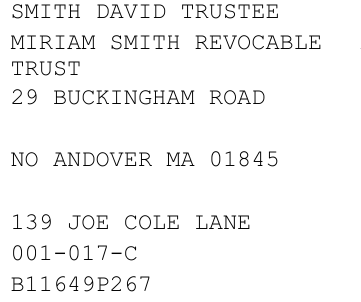 SMITH DAVID TRUSTEE
MIRIAM SMITH REVOCABLE
TRUST
29 BUCKINGHAM ROAD
NO ANDOVER MA 01845
139 JOE COLE LANE
001-017-C
B11649P267